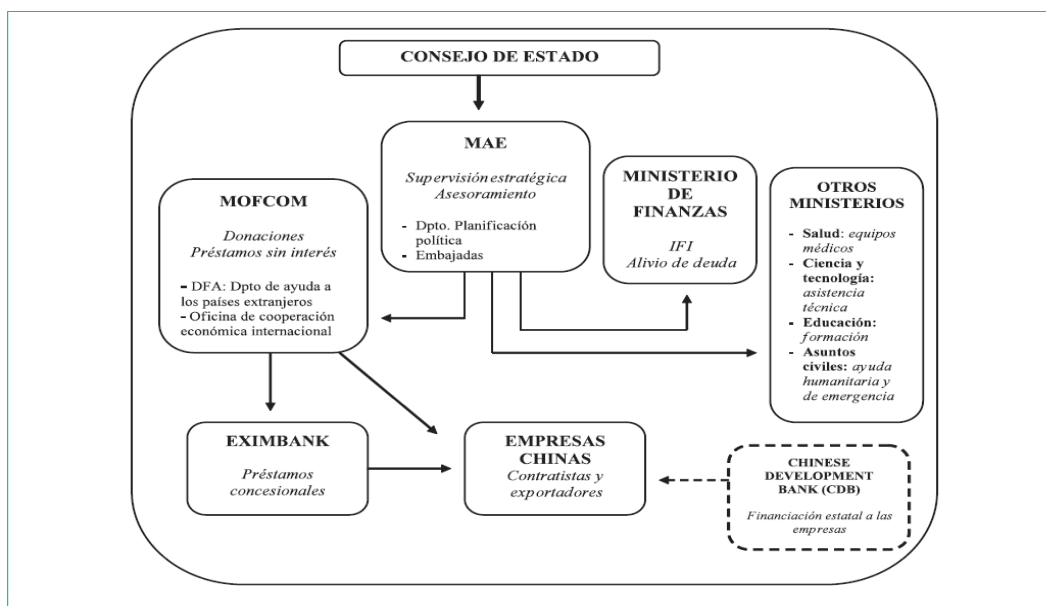 CONSEJO DE ESTADO
MAE
Supervisión estratégica
Asesoramiento
- Dpto. Planificación
política
- Embajadas
MOFCOM
Donaciones
Préstamos sin interés
- DFA: Dpto de ayuda a
los países extranjeros
- Oficina de cooperación
económica internacional
MINISTERIO
DE
FINANZAS
IFI
Alivio de deuda
OTROS
MINISTERIOS
- Salud: equipos
médicos
- Ciencia y
tecnología:
asistencia
técnica
- Educación:
formación
- Asuntos
civiles: ayuda
humanitaria y
de emergencia
EXIMBANK
Préstamos
concesionales
EMPRESAS
CHINAS
Contratistas y
exportadores
CHINESE
DEVELOPMENT
BANK (CDB)
Financiación estatal a las
empresas